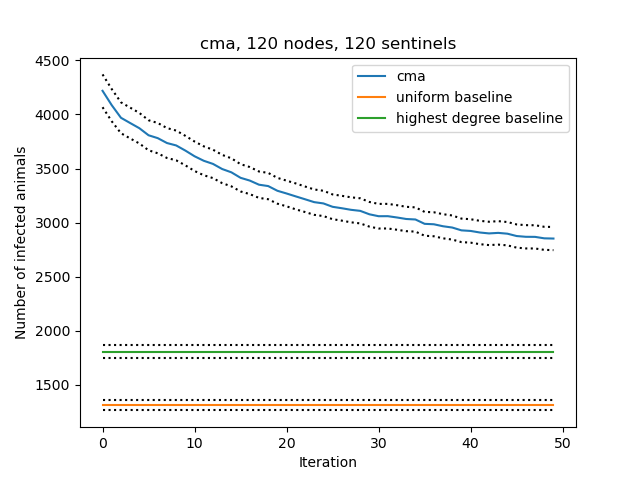 cma, 120 nodes, 120 sentinels
cma
uniform baseline
highest degree baseline
Number of infected animals
4500
4000
3500
3000
2500
2000
1500
0
10
20
30
40
50
Iteration